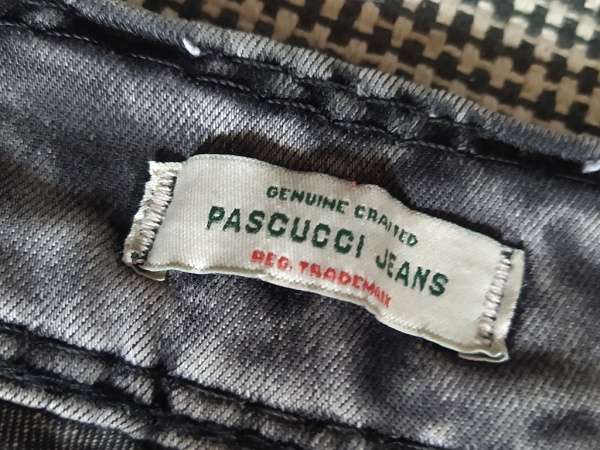 GENUINE CRAFTED
PASCUCCI JEANS
REG. TRADEMARK